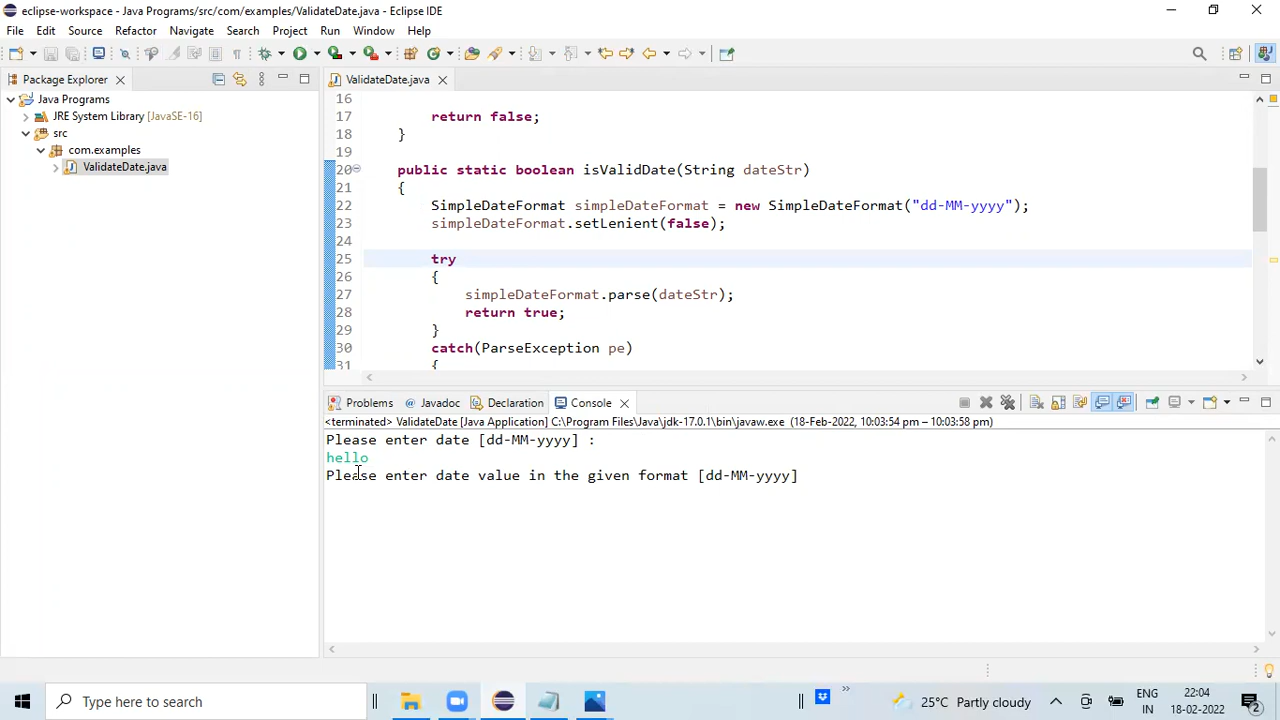 eclipse-workspace - Java Programs/src/com/examples/ValidateDate.java - Eclipse IDE
File Edit Source Refactor Navigate Search Project Run Window Help
Package Explorer
ValidateDate.java
Java Programs
JRE System Library [JavaSE-16]
src
com.examples
ValidateDate.java
16
17 return false;
18 }
19
20 public static boolean isValidDate(String dateStr)
21 {
22 SimpleDateFormat simpleDateFormat = new SimpleDateFormat("dd-MM-yyyy");
23 simpleDateFormat.setLenient(false);
24
25 try
26 {
27 simpleDateFormat.parse(dateStr);
28 return true;
29 }
30 catch(ParseException pe)
31 {
Problems @ Javadoc Declaration Console
<terminated> ValidateDate [Java Application] C:\Program Files\Java\jdk-17.0.1\bin\javaw.exe (18-Feb-2022, 10:03:54 pm – 10:03:58 pm)
Please enter date [dd-MM-yyyy] :
hello
Please enter date value in the given format [dd-MM-yyyy]
Type here to search
25°C Partly cloudy
ENG
IN
22:04
18-02-2022
2